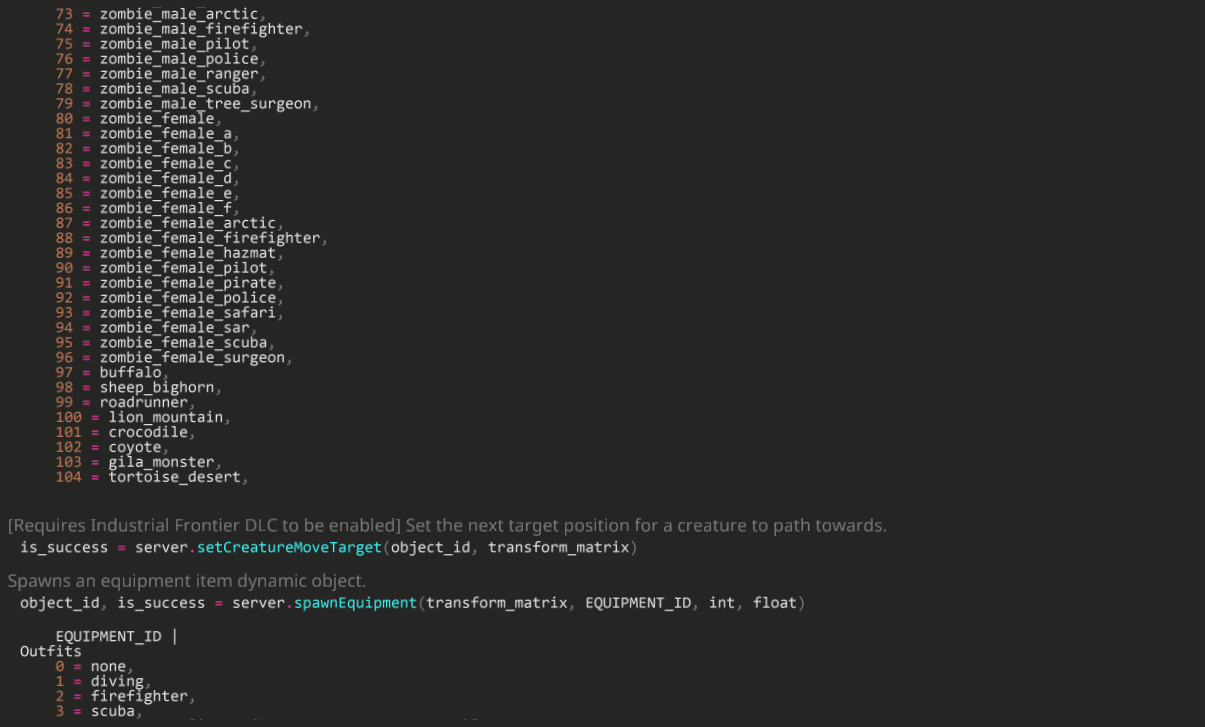 73 = zombie_male_arctic,
74 = zombie_male_firefighter,
75 = zombie_male_pilot,
76 = zombie_male_police,
77 = zombie_male_ranger,
78 = zombie_male_scuba,
79 = zombie_male_tree_surgeon,
80 = zombie_female,
81 = zombie_female_a,
82 = zombie_female_b,
83 = zombie_female_c,
84 = zombie_female_d,
85 = zombie_female_e,
86 = zombie_female_f,
87 = zombie_female_arctic,
88 = zombie_female_firefighter,
89 = zombie_female_hazmat,
90 = zombie_female_pilot,
91 = zombie_female_pirate,
92 = zombie_female_police,
93 = zombie_female_safari,
94 = zombie_female_sar,
95 = zombie_female_scuba,
96 = zombie_female_surgeon,
97 = buffalo,
98 = sheep_bighorn,
99 = roadrunner,
100 = lion_mountain,
101 = crocodile,
102 = coyote,
103 = gila_monster,
104 = tortoise_desert,
[Requires Industrial Frontier DLC to be enabled] Set the next target position for a creature to path towards.
is_success = server.setCreatureMoveTarget(object_id, transform_matrix)
Spawns an equipment item dynamic object.
object_id, is_success = server.spawnEquipment(transform_matrix, EQUIPMENT_ID, int, float)
EQUIPMENT_ID |
Outfits
0 = none,
1 = diving,
2 = firefighter,
3 = scuba,